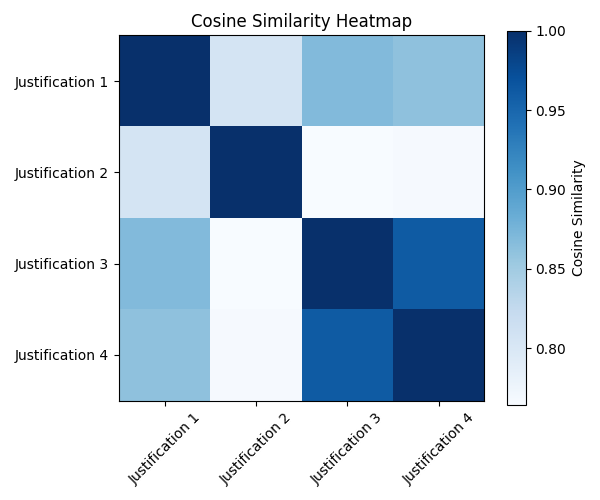 Cosine Similarity Heatmap
Justification 1
Justification 2
Justification 3
Justification 4
Justification 1
Justification 2
Justification 3
Justification 4
1.00
0.95
0.90
0.85
0.80
Cosine Similarity